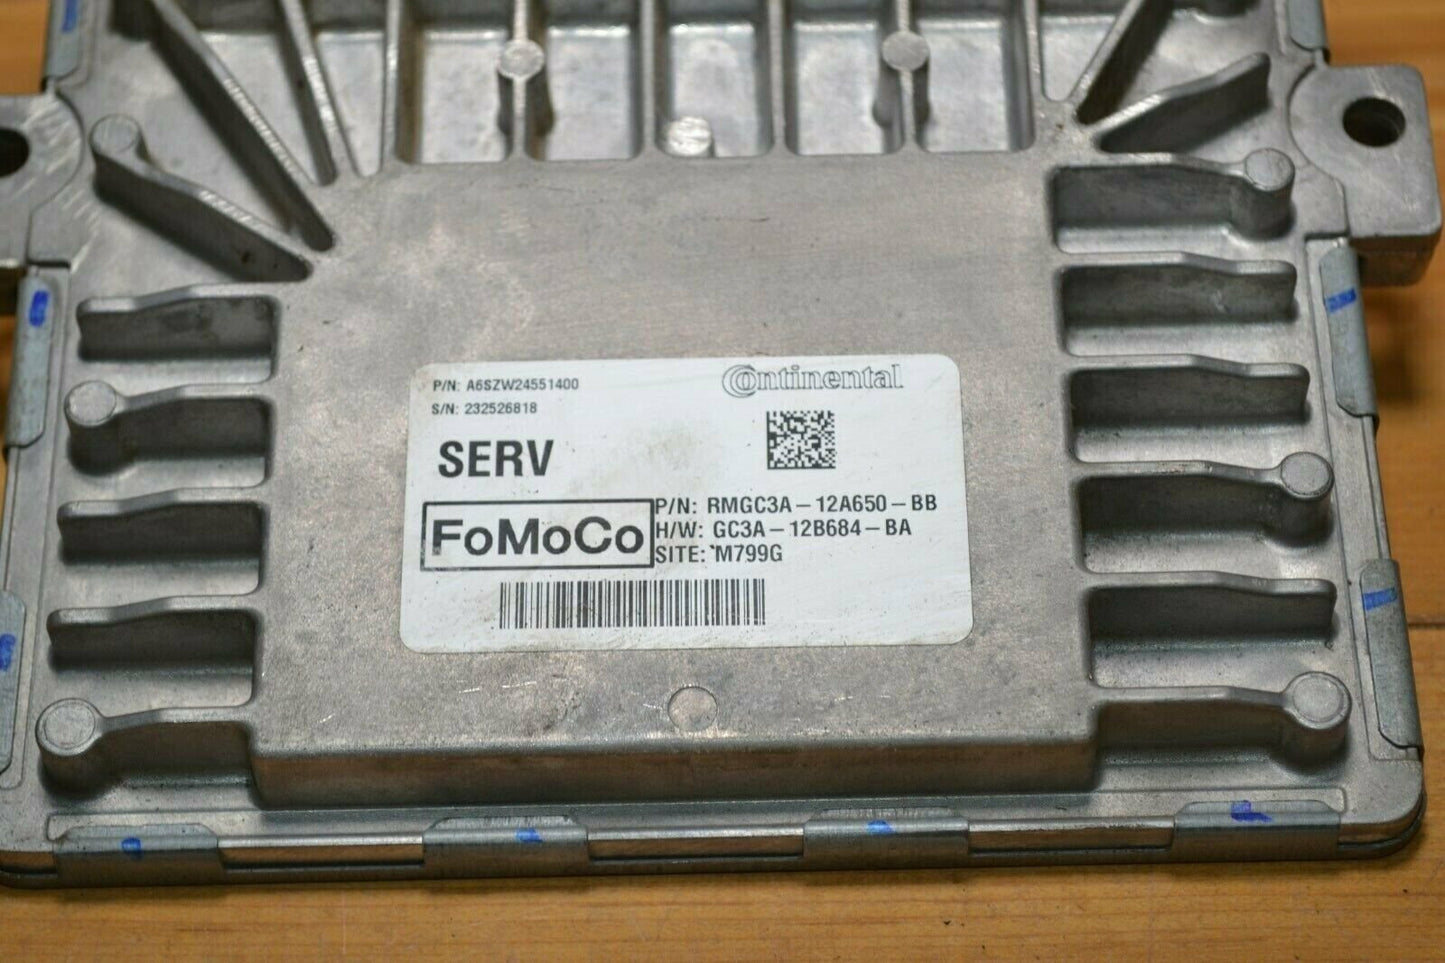 P/N: A6SZW24551400
Continental
S/N: 232526818
SERV
FoMoCo
P/N: RMGC3A-12A650-BB
H/W: GC3A-12B684-BA
SITE: M799G